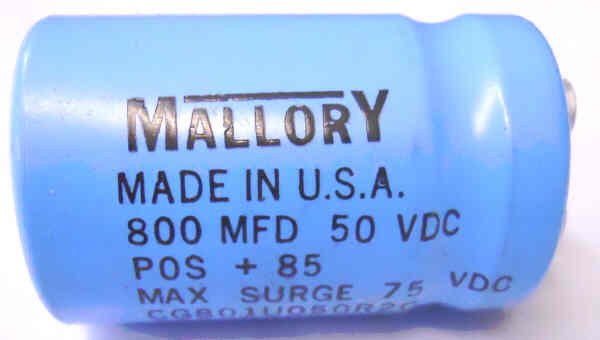 MALLORY
MADE IN U.S.A.
800 MFD 50 VDC
POS + 85
MAX SURGE 75 VDC